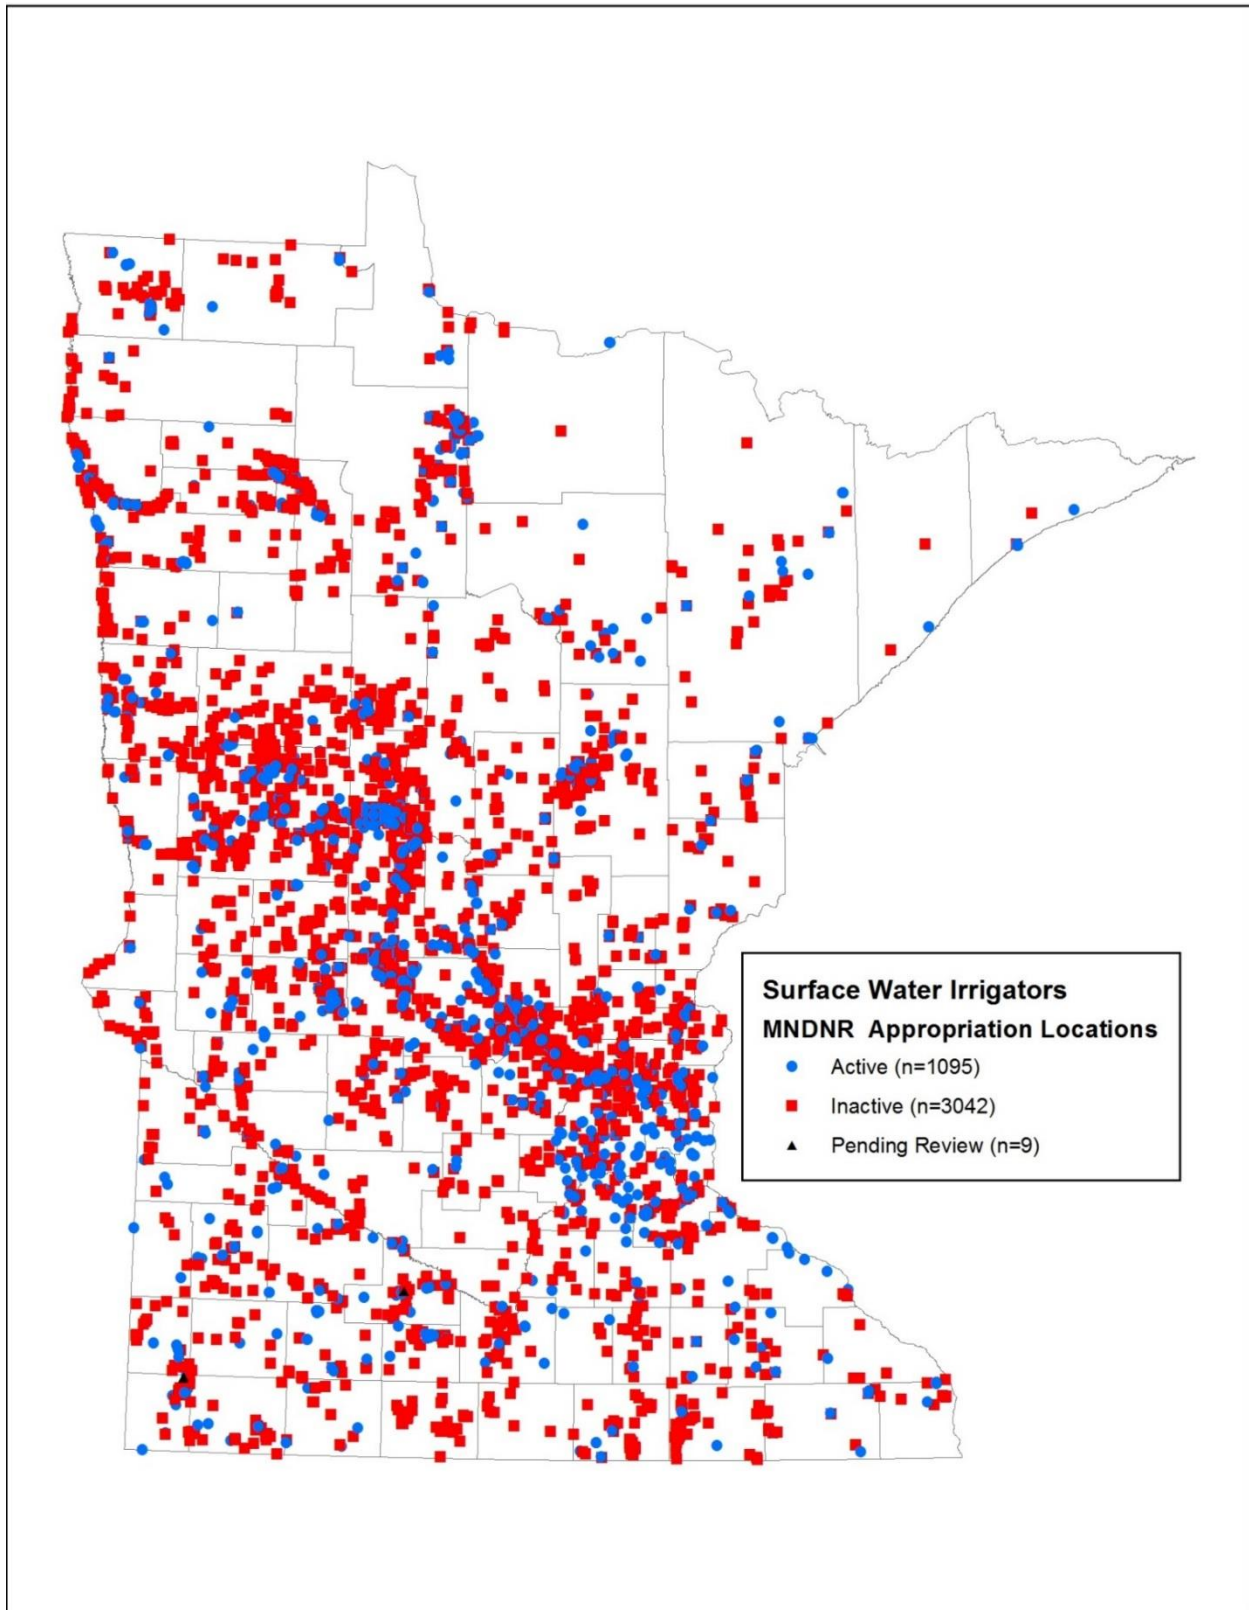 Surface Water Irrigators
MNDNR Appropriation Locations
Active (n=1095)
Inactive (n=3042)
Pending Review (n=9)